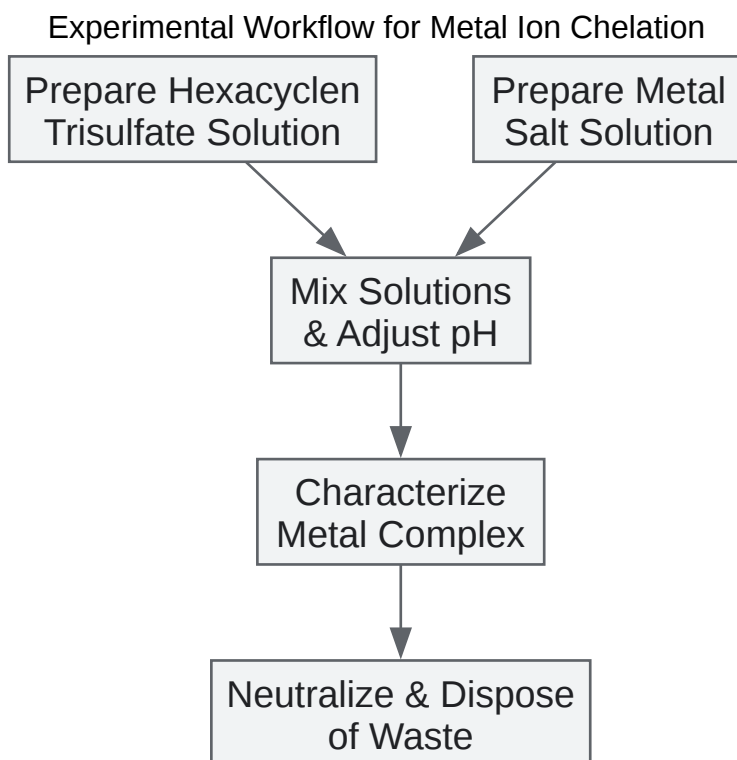 Experimental Workflow for Metal Ion Chelation
Prepare Hexacyclen
Trisulfate Solution
Prepare Metal
Salt Solution
Mix Solutions
& Adjust pH
Characterize
Metal Complex
Neutralize & Dispose
of Waste